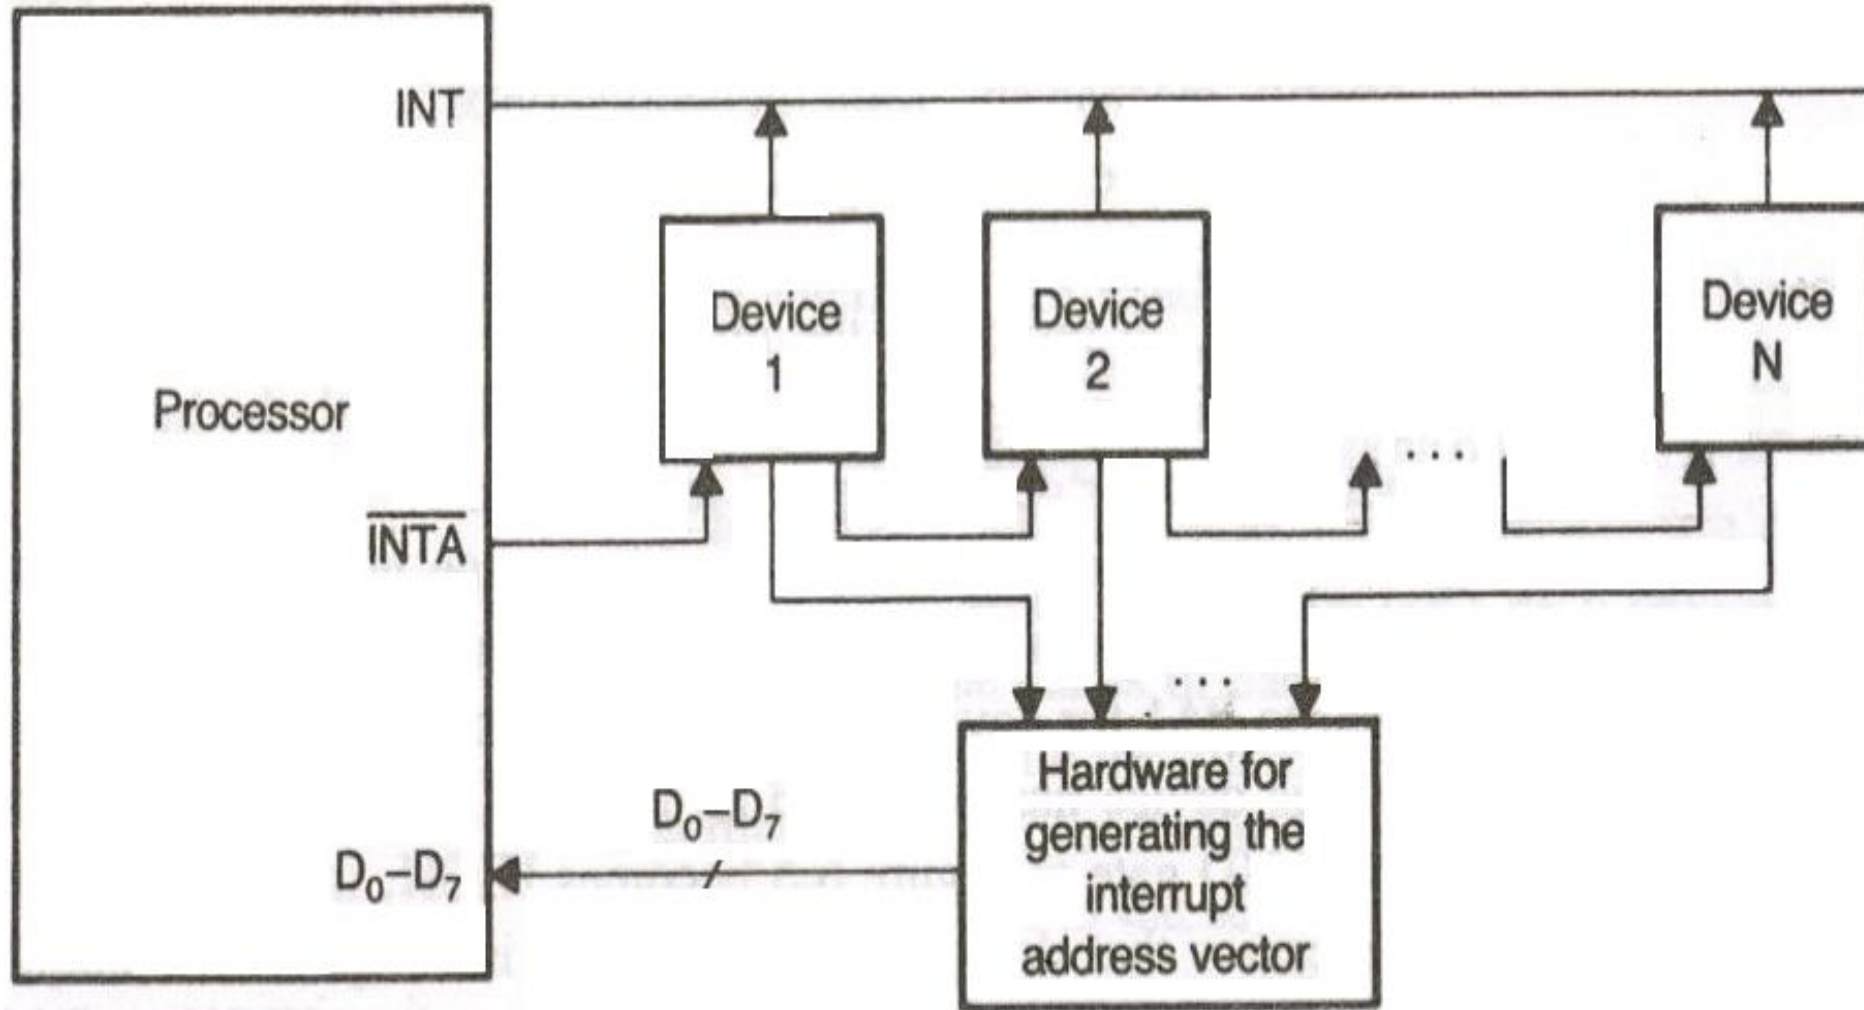 INT
Device
1
Device
2
Device
N
Processor
...
INTA
...
Hardware for
generating the
interrupt
address vector
D₀–D₇
D₀–D₇